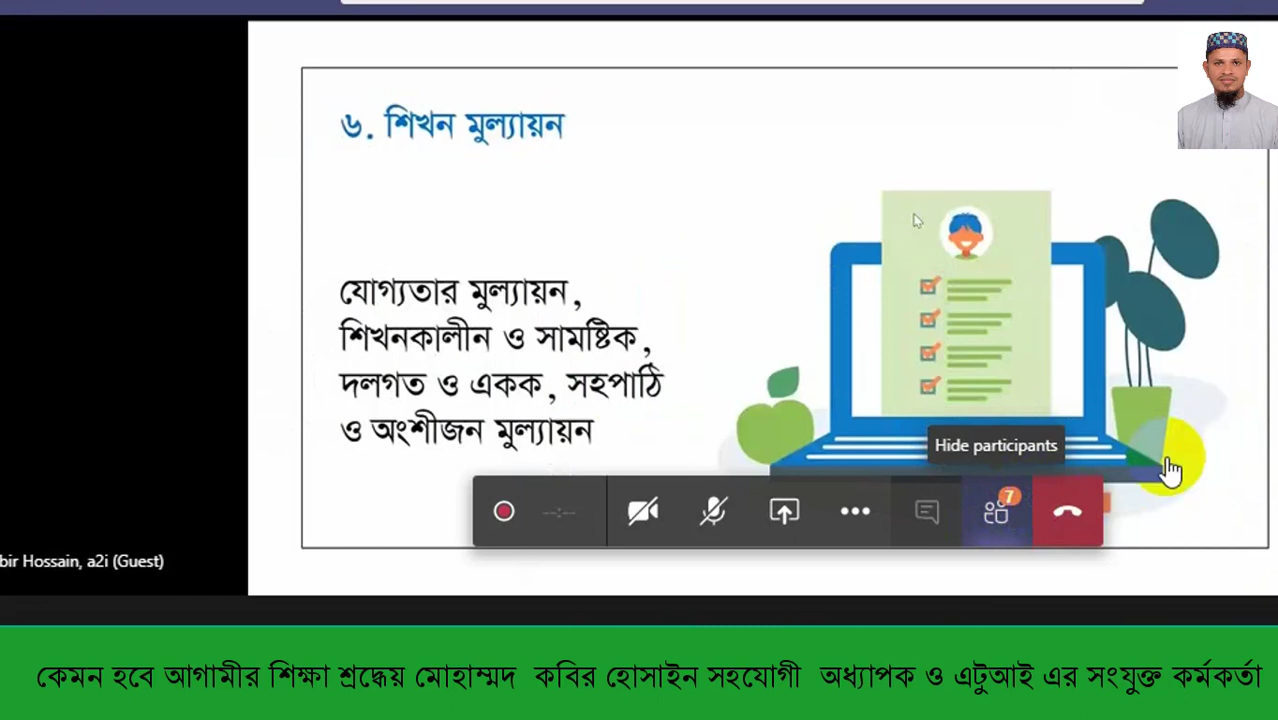 ৬. শিখন মুল্যায়ন
যোগ্যতার মুল্যায়ন,
শিখনকালীন ও সামষ্টিক,
দলগত ও একক, সহপাঠি
ও অংশীজন মুল্যায়ন
Hide participants
7
bir Hossain, a2i (Guest)
কেমন হবে আগামীর শিক্ষা শ্রদ্ধেয় মোহাম্মদ কবির হোসাইন সহযোগী অধ্যাপক ও এটুআই এর সংযুক্ত কর্মকর্তা